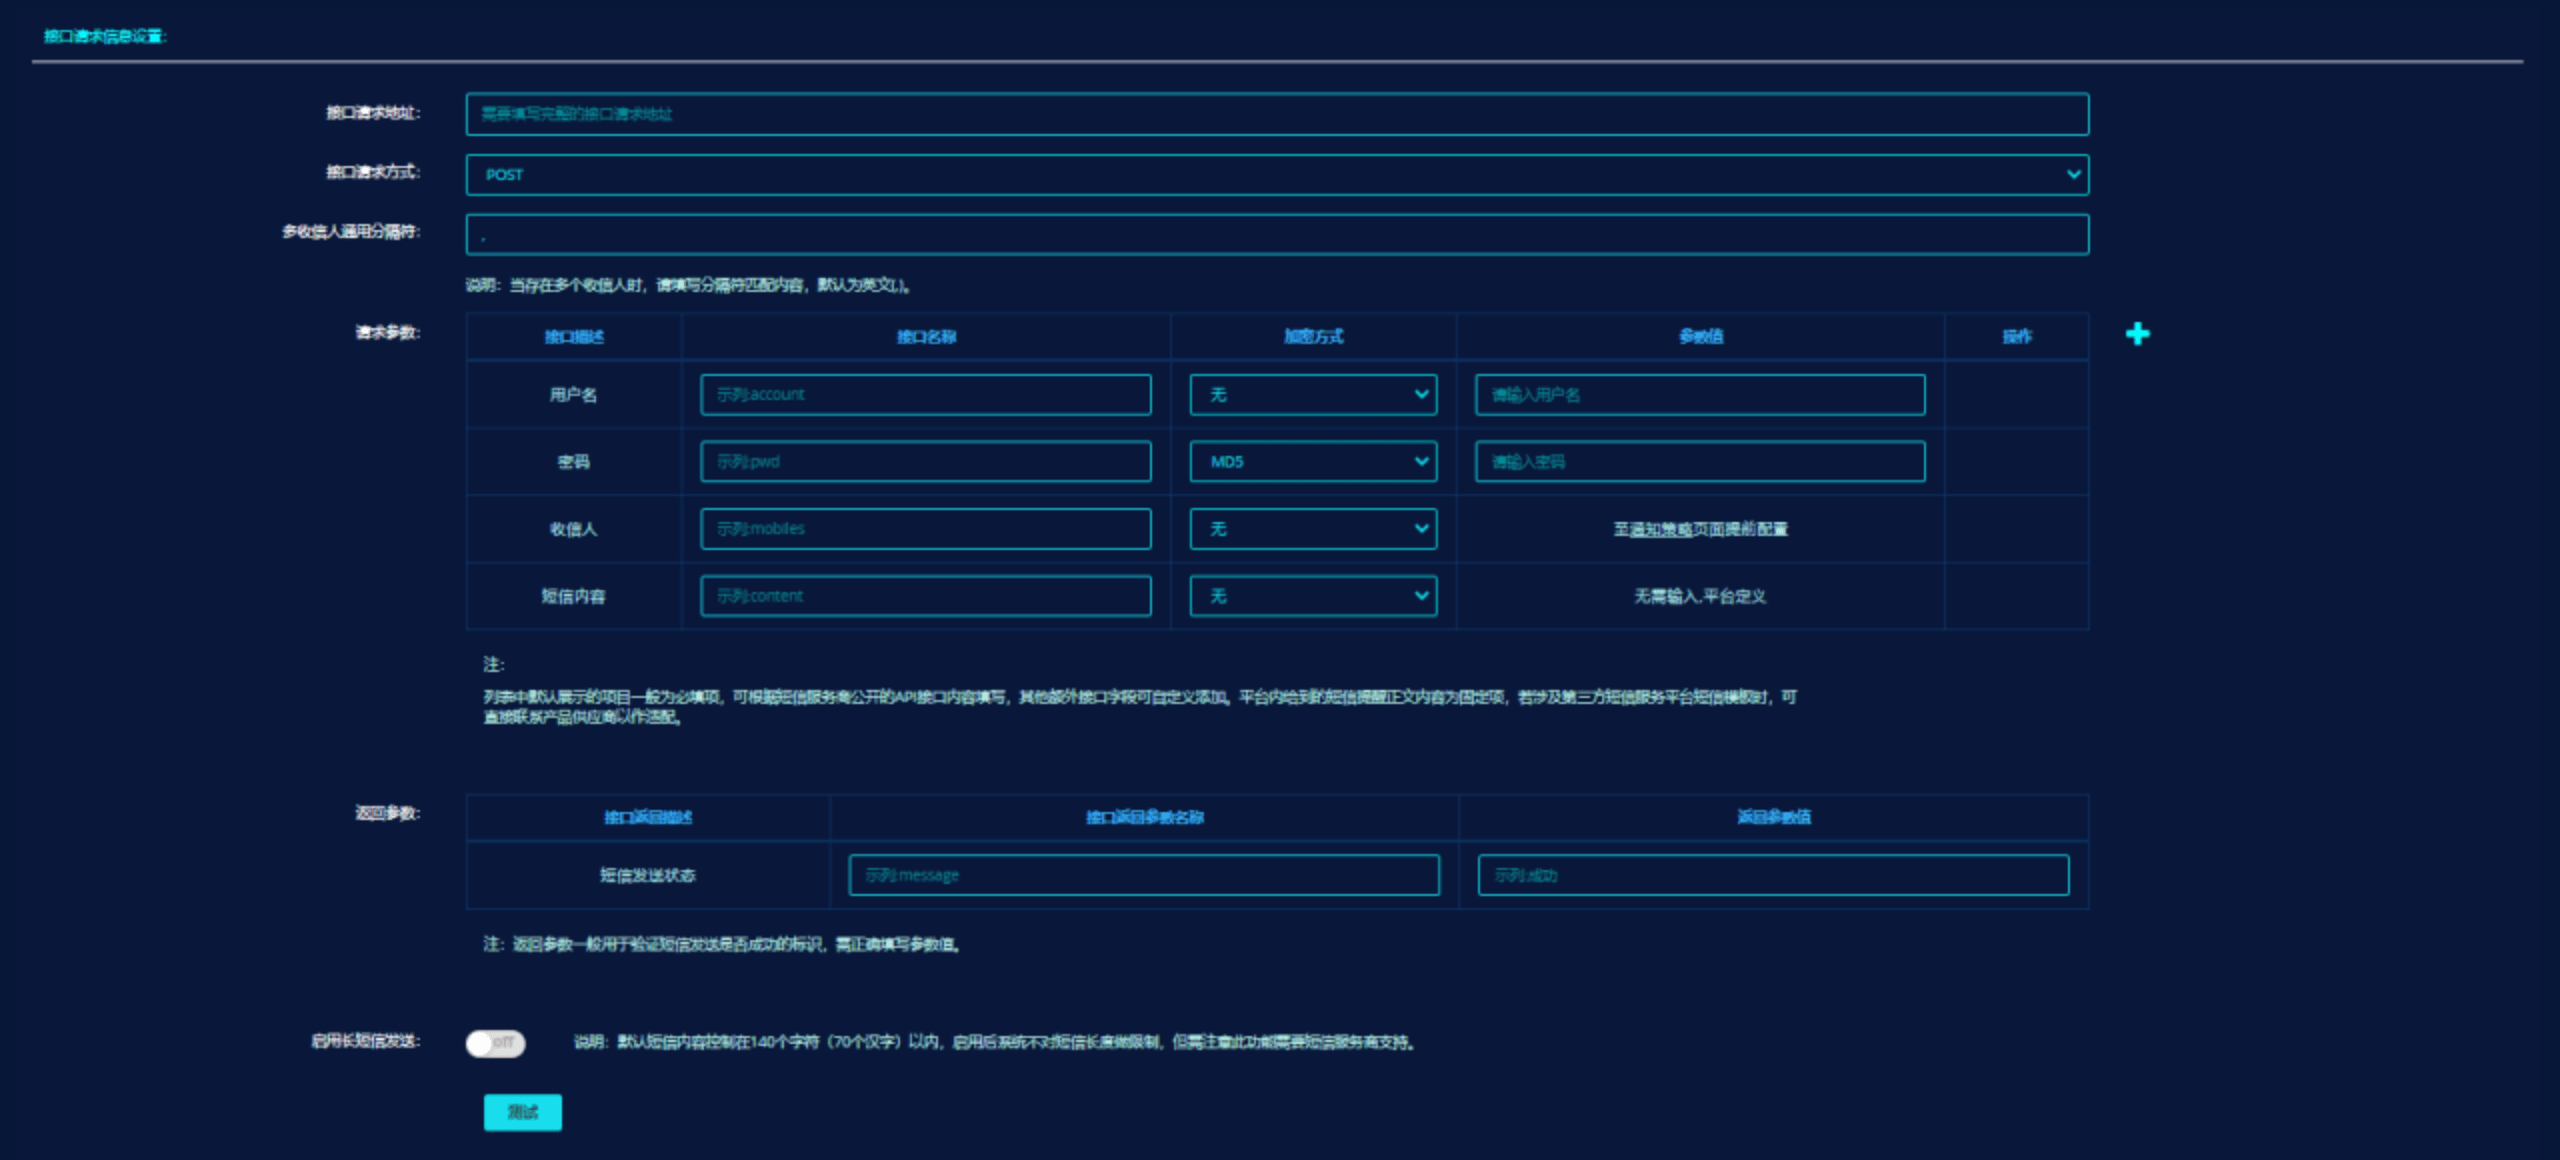 接口请求信息设置:
接口请求地址: 需要填写完整的接口请求地址
接口请求方式: POST
多收信人通用分隔符: ,
说明：当存在多个收信人时，请填写分隔符匹配内容，默认为英文(,)。
请求参数: 接口描述 接口名称 加密方式 参数值 操作
用户名 示列:account 无 请输入用户名
密码 示列:pwd MD5 请输入密码
收信人 示列:mobiles 无 至通知策略页面提前配置
短信内容 示列:content 无 无需输入,平台定义
注:
列表中默认展示的项目一般为必填项，可根据短信服务商公开的API接口内容填写，其他额外接口字段可自定义添加。平台内给到的短信提醒正文内容为固定项，若涉及第三方短信服务平台短信模板时，可
直接联系产品供应商以作适配。
返回参数: 接口返回描述 接口返回参数名称 返回参数值
短信发送状态 示列:message 示列:成功
注：返回参数一般用于验证短信发送是否成功的标识，需正确填写参数值。
启用长短信发送: off 说明：默认短信内容控制在140个字符（70个汉字）以内，启用后系统不对短信长度做限制，但需注意此功能需要短信服务商支持。
测试